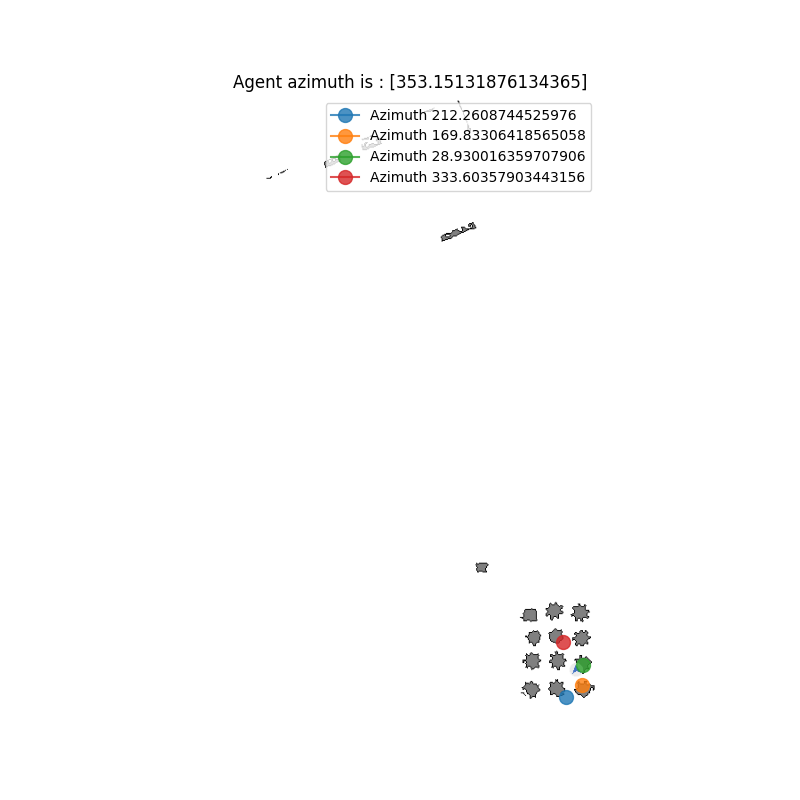 Agent azimuth is : [353.15131876134365]
Azimuth 212.2608744525976
Azimuth 169.83306418565058
Azimuth 28.930016359707906
Azimuth 333.60357903443156